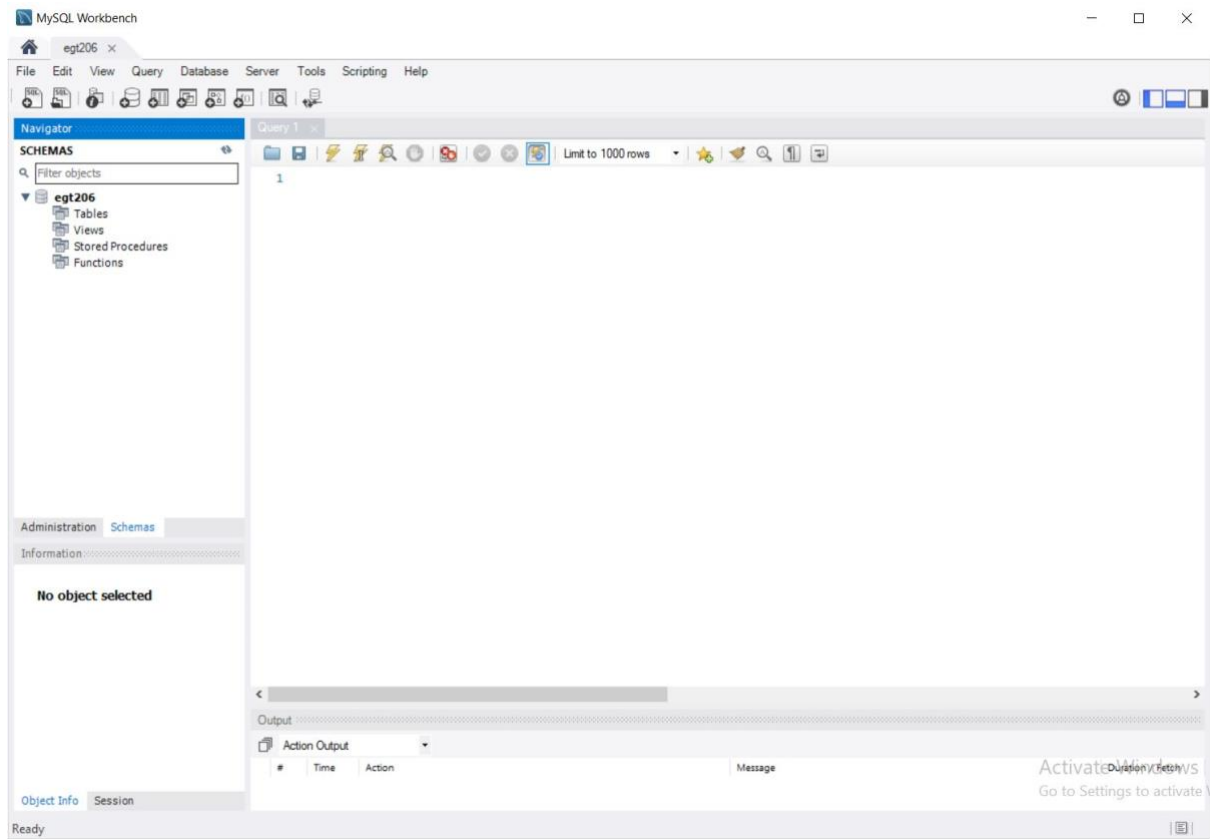 MySQL Workbench
egt206
File Edit View Query Database Server Tools Scripting Help
Navigator
SCHEMAS
Filter objects
egt206
Tables
Views
Stored Procedures
Functions
Administration Schemas
Information
No object selected
Object Info Session
Query 1
Limit to 1000 rows
1
Output
Action Output
# Time Action Message Duration / Fetch
Activate Windows
Go to Settings to activate
Ready